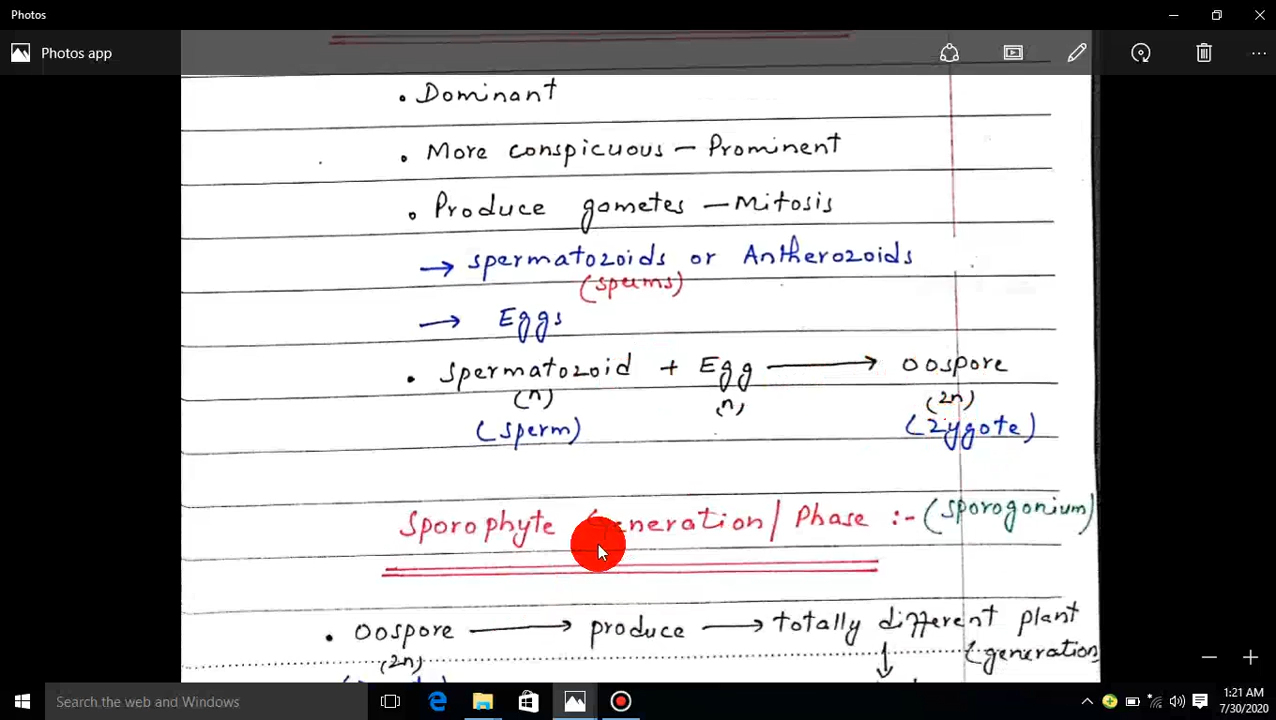 Photos
Photos app
. Dominant
. More conspicuous - Prominent
. Produce gametes - Mitosis
→ spermatozoids or Antherozoids
(sperms)
→ Eggs
. spermatozoid + Egg → oospore
(n) (n) (2n)
(sperm) (Zygote)
Sporophyte Generation / Phase :- (sporogonium)
. oospore → produce → totally different plant
(2n) ↓ (generation
Search the web and Windows
1:21 AM
7/30/2020